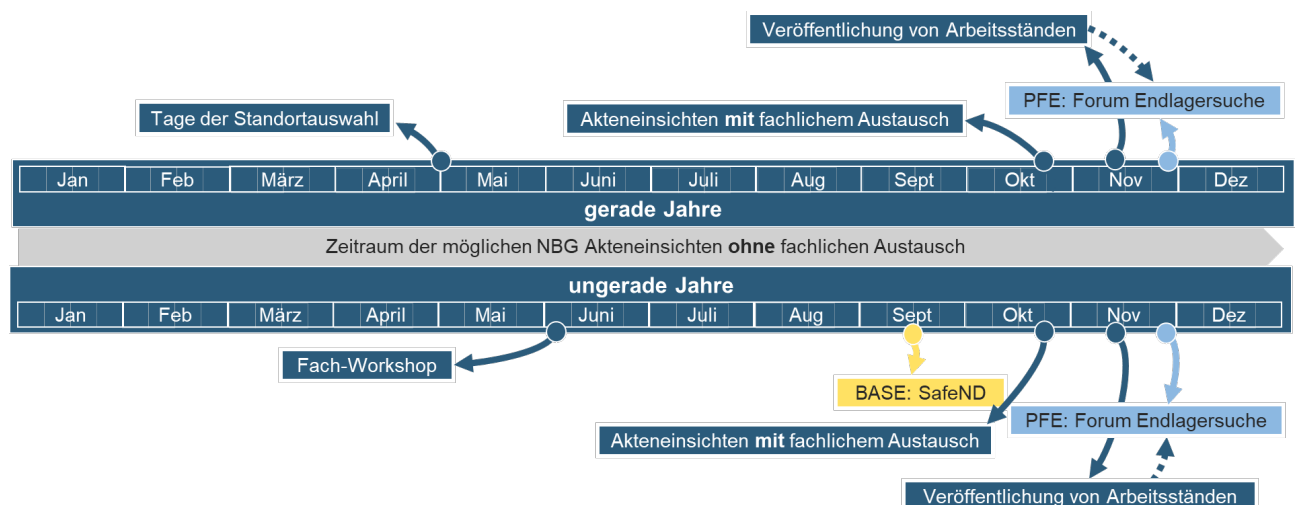 Veröffentlichung von Arbeitsständen
PFE: Forum Endlagersuche
Tage der Standortauswahl
Akteneinsichten mit fachlichem Austausch
Jan Feb März April Mai Juni Juli Aug Sept Okt Nov Dez
gerade Jahre
Zeitraum der möglichen NBG Akteneinsichten ohne fachlichen Austausch
ungerade Jahre
Jan Feb März April Mai Juni Juli Aug Sept Okt Nov Dez
Fach-Workshop
BASE: SafeND
PFE: Forum Endlagersuche
Akteneinsichten mit fachlichem Austausch
Veröffentlichung von Arbeitsständen